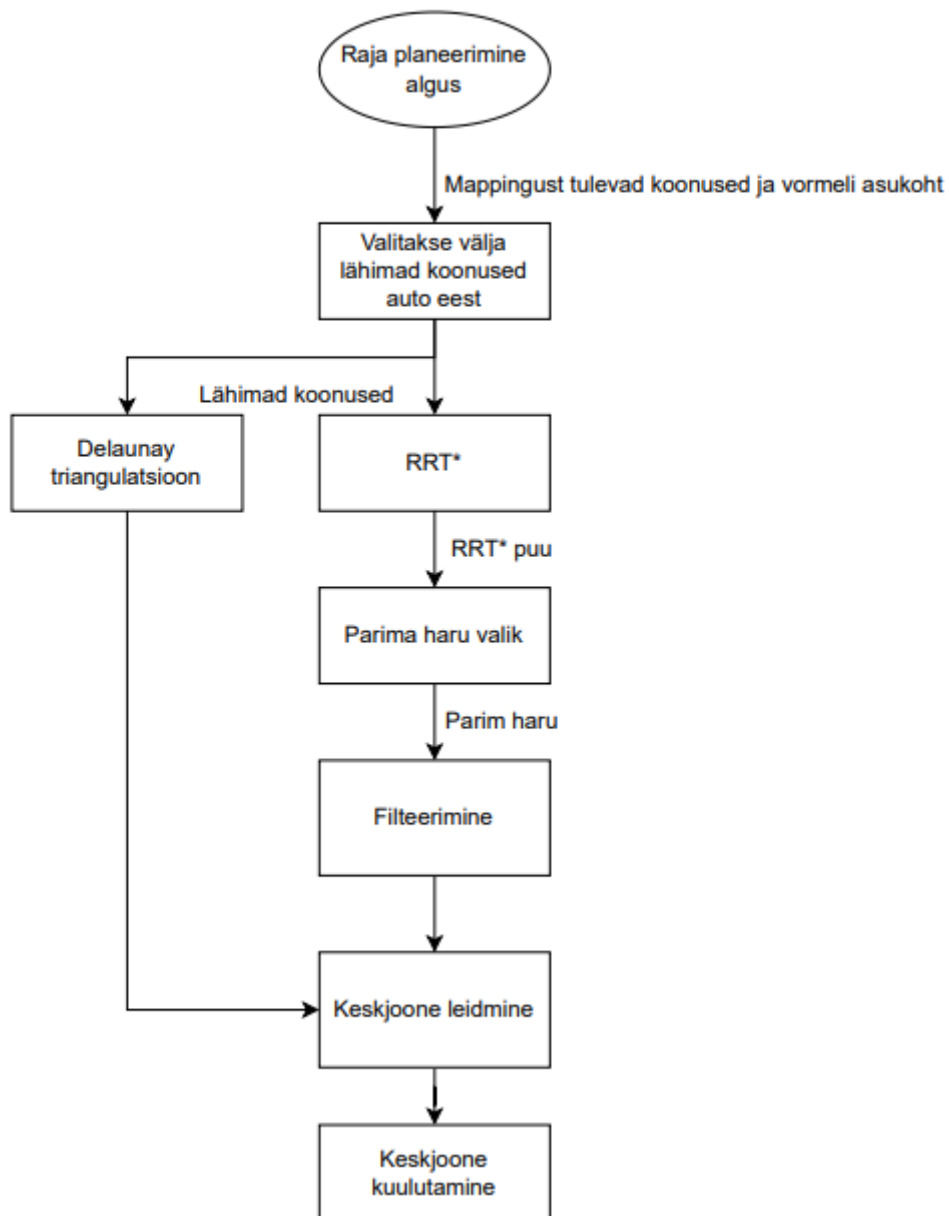 Raja planeerimine
algus
Mappingust tulevad koonused ja vormeli asukoht
Valitakse välja
lähimad koonused
auto eest
Lähimad koonused
Delaunay
triangulatsioon
RRT*
RRT* puu
Parima haru valik
Parim haru
Filteerimine
Keskjoone leidmine
Keskjoone
kuulutamine